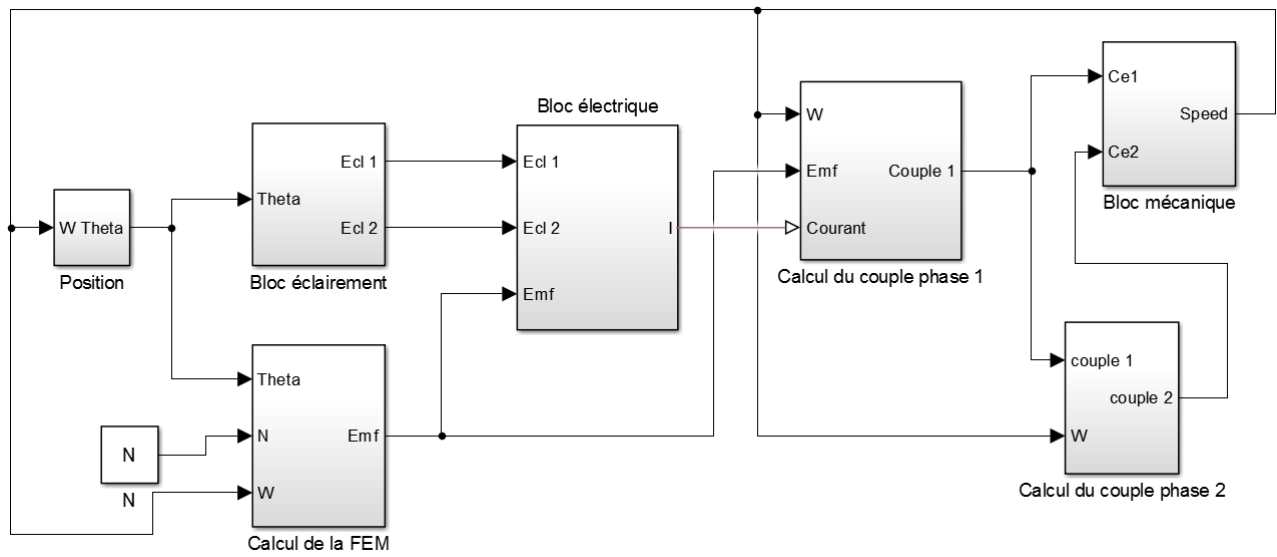 W Theta
Position
Ecl 1
Theta
Ecl 2
Bloc éclairement
Theta
N
Emf
W
Calcul de la FEM
N
N
Bloc électrique
Ecl 1
Ecl 2
I
Emf
W
Emf
Couple 1
Courant
Calcul du couple phase 1
Ce1
Speed
Ce2
Bloc mécanique
couple 1
couple 2
W
Calcul du couple phase 2